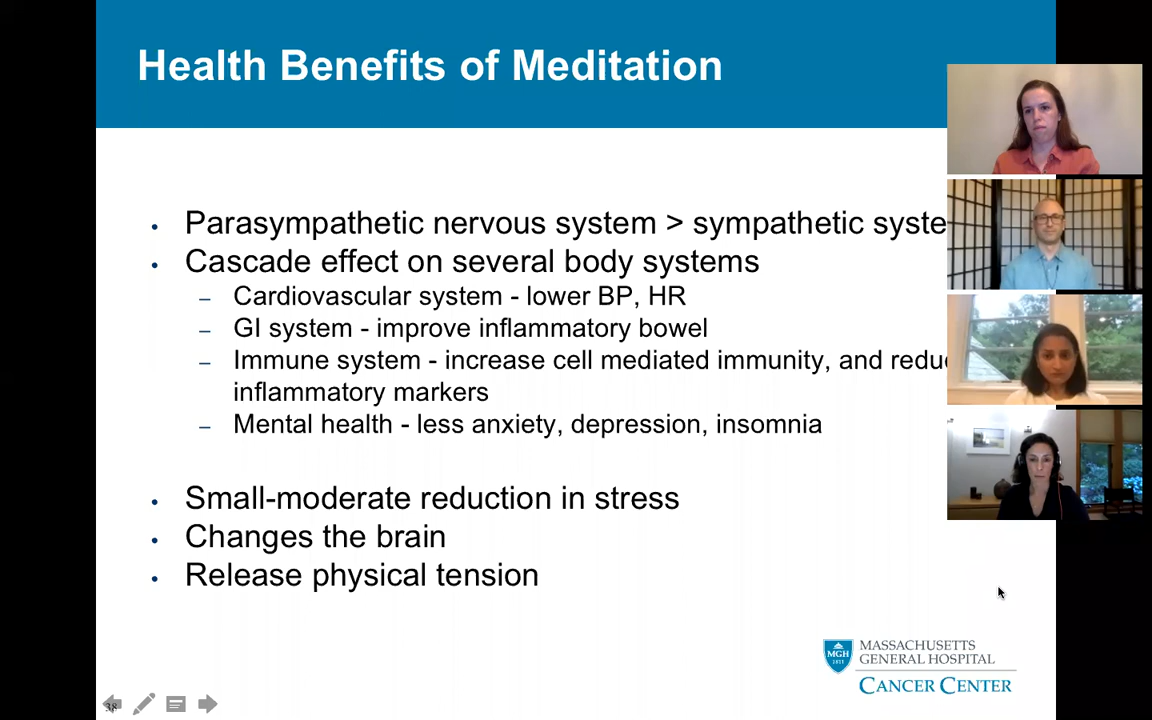 Health Benefits of Meditation
• Parasympathetic nervous system > sympathetic syste
• Cascade effect on several body systems
– Cardiovascular system - lower BP, HR
– GI system - improve inflammatory bowel
– Immune system - increase cell mediated immunity, and redu
inflammatory markers
– Mental health - less anxiety, depression, insomnia
• Small-moderate reduction in stress
• Changes the brain
• Release physical tension
MGH
1811
MASSACHUSETTS
GENERAL HOSPITAL
CANCER CENTER
38